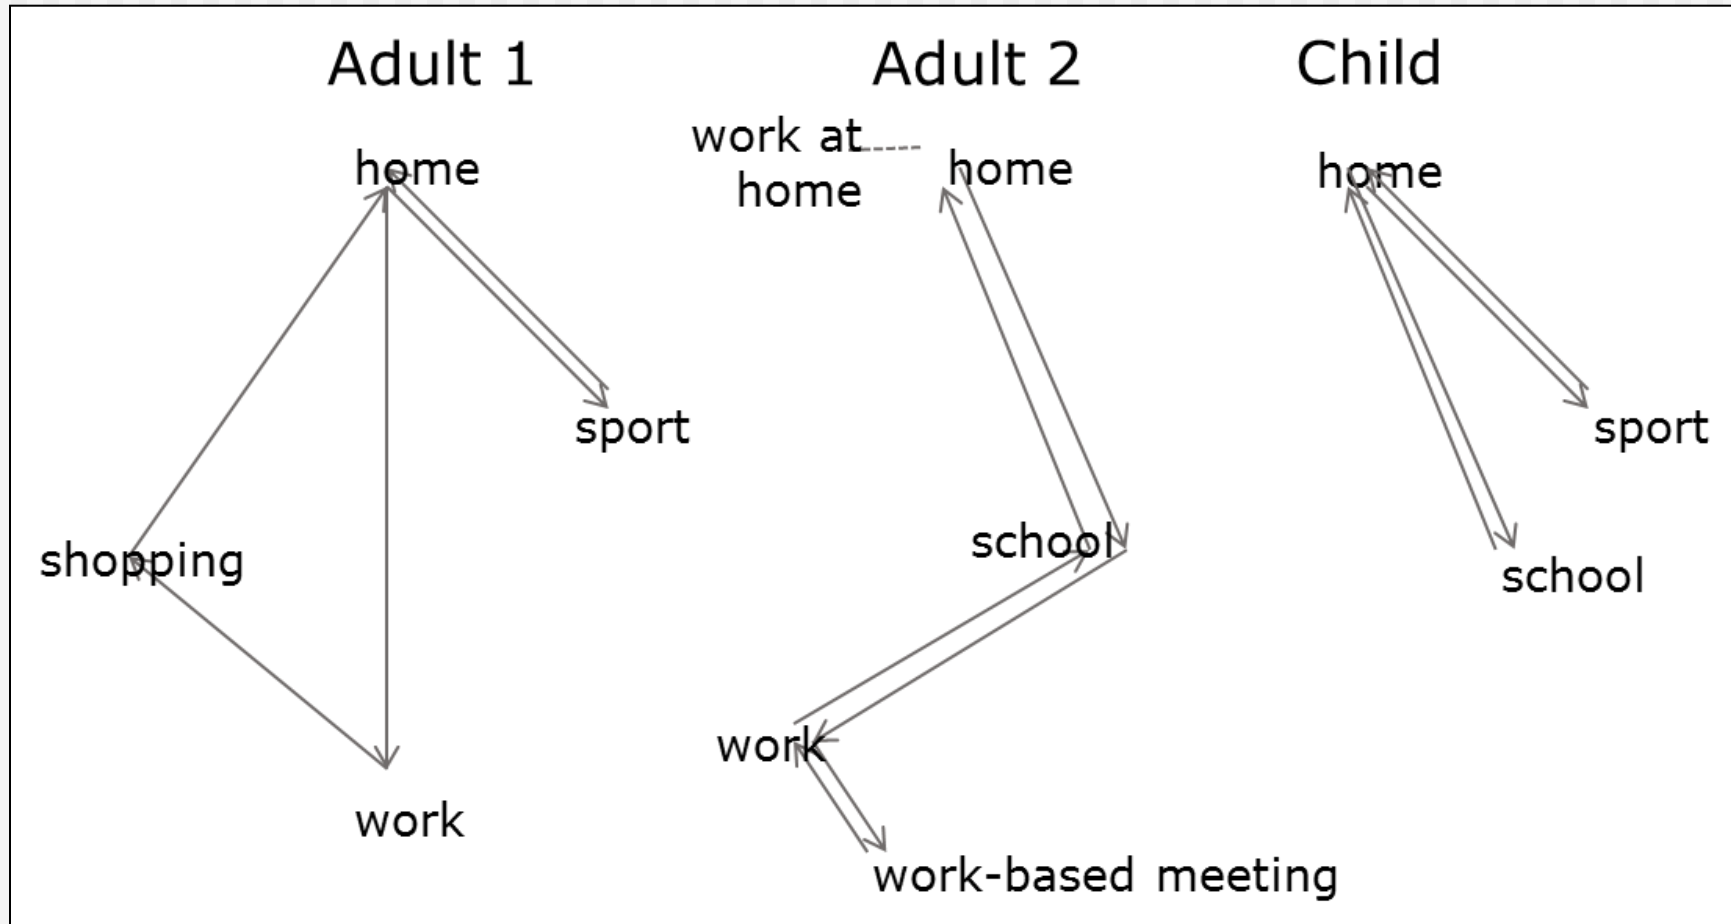 Adult 1
home
sport
shopping
work
Adult 2
work at
home
home
school
work
work-based meeting
Child
home
sport
school